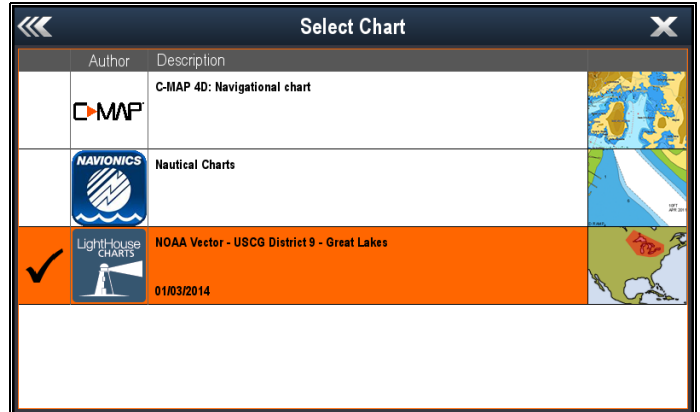 Select Chart
Author Description
C-MAP
C-MAP 4D: Navigational chart
NAVIONICS
Nautical Charts
LightHouse
CHARTS
NOAA Vector - USCG District 9 - Great Lakes
01/03/2014